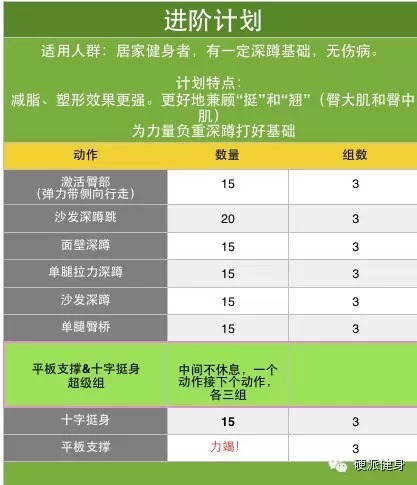 进阶计划
适用人群：居家健身者，有一定深蹲基础，无伤病。
计划特点：
减脂、塑形效果更强。更好地兼顾“挺”和“翘”（臀大肌和臀中
肌）
为力量负重深蹲打好基础
动作 数量 组数
激活臀部
（弹力带侧向行走） 15 3
沙发深蹲跳 20 3
面壁深蹲 15 3
单腿拉力深蹲 15 3
沙发深蹲 15 3
单腿臀桥 15 3
平板支撑&十字挺身
超级组
中间不休息，一个
动作接下个动作，
各三组
十字挺身 15 3
平板支撑 力竭！ 3
硬派健身